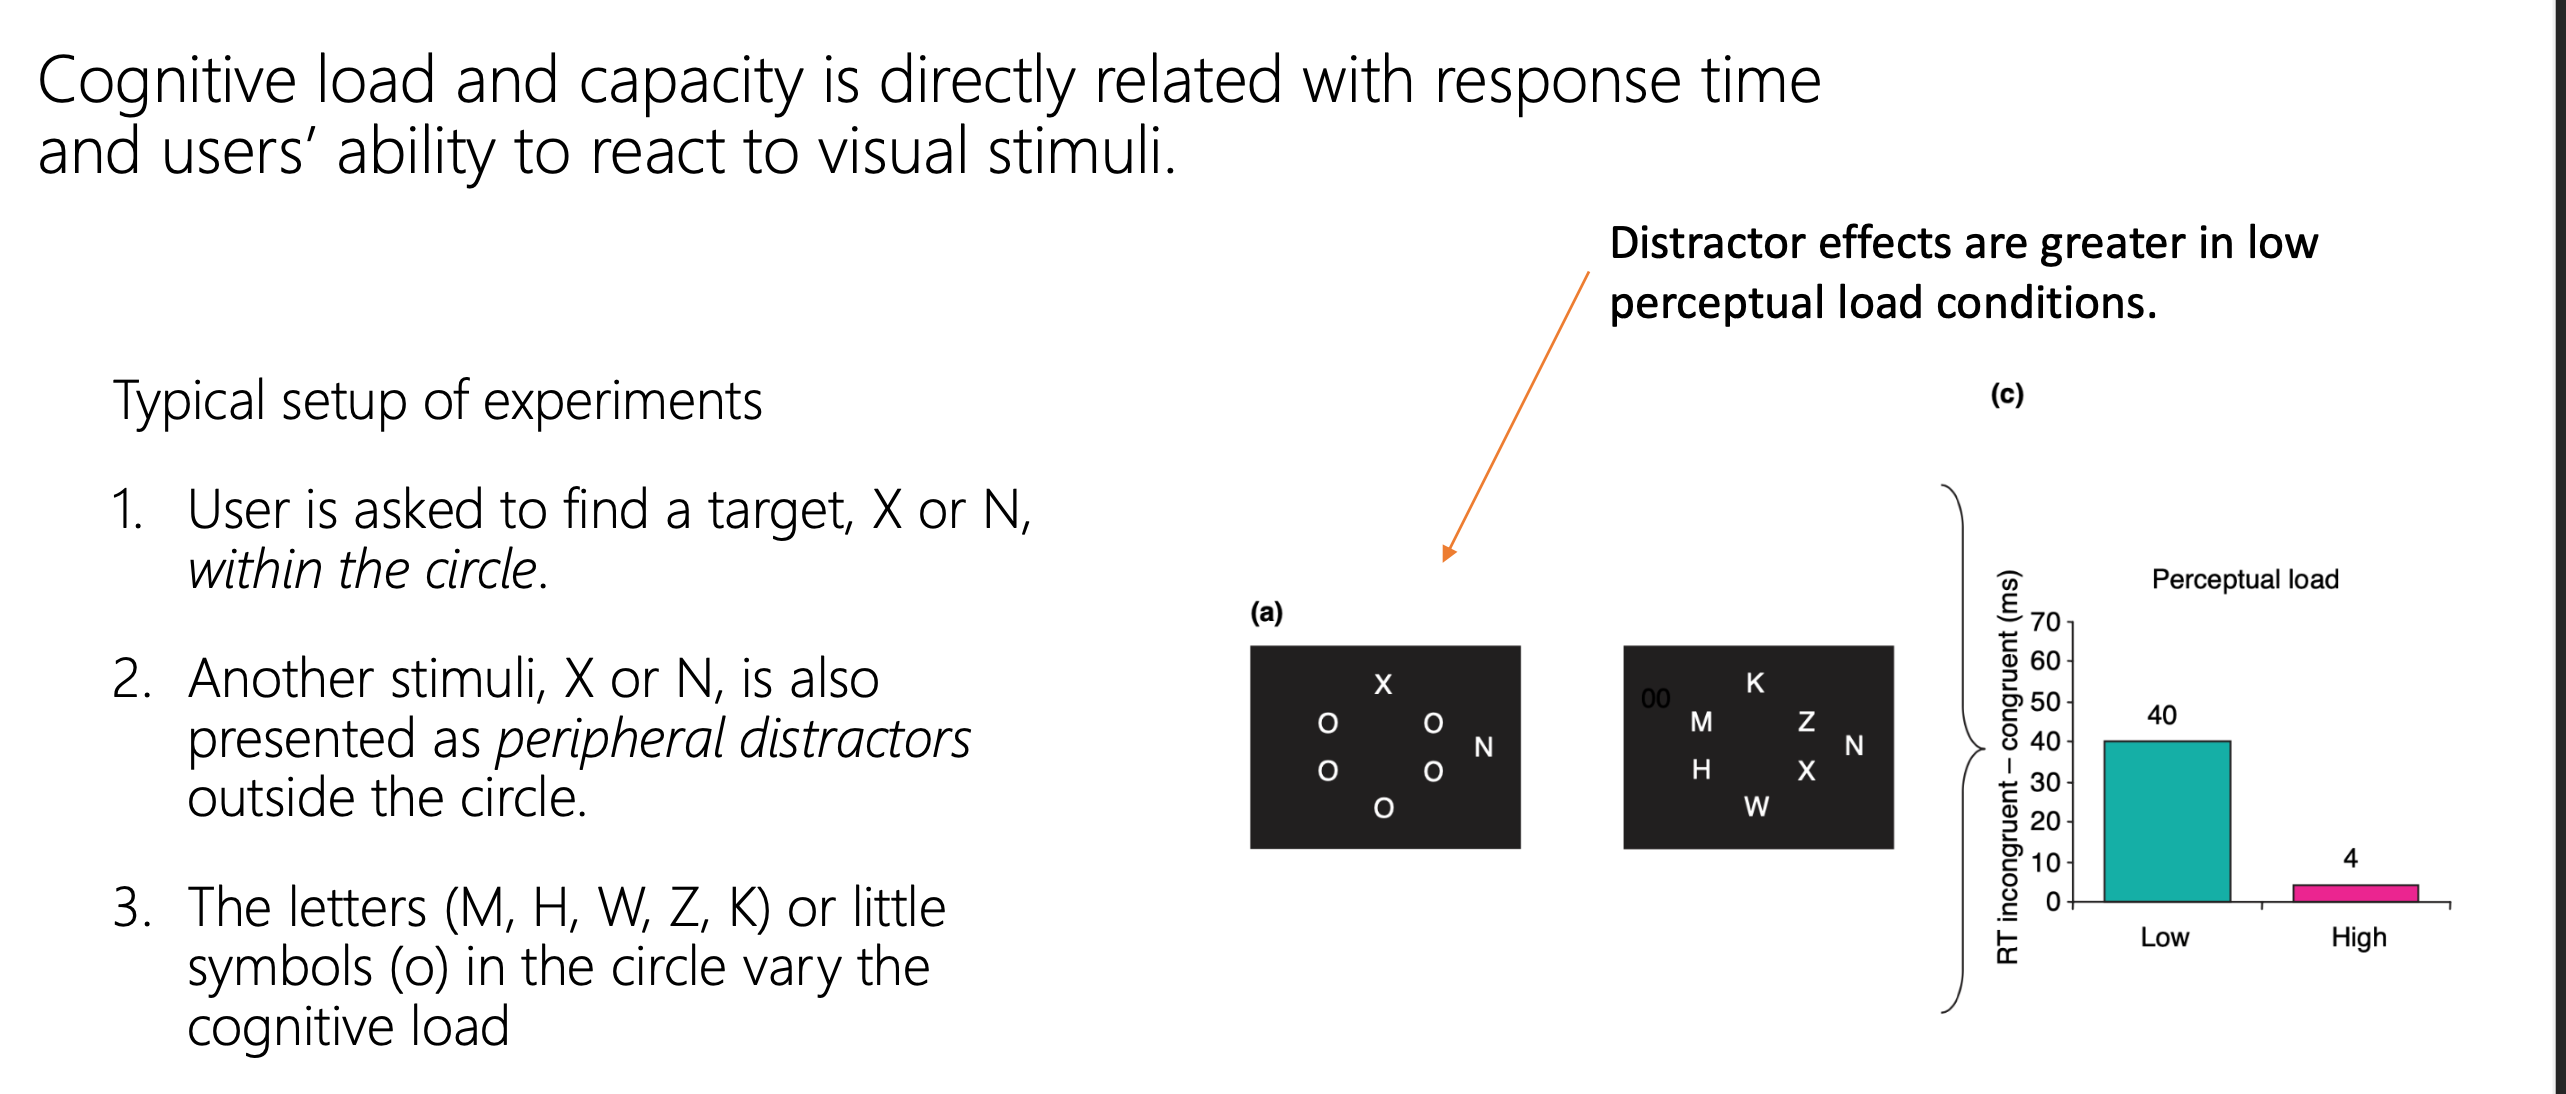 Cognitive load and capacity is directly related with response time
and users’ ability to react to visual stimuli.
Distractor effects are greater in low
perceptual load conditions.
Typical setup of experiments
1. User is asked to find a target, X or N,
within the circle.
2. Another stimuli, X or N, is also
presented as peripheral distractors
outside the circle.
3. The letters (M, H, W, Z, K) or little
symbols (o) in the circle vary the
cognitive load
(a)
X
O O
N
O O
O
K
00
M Z
N
H X
W
(c)
Perceptual load
RT incongruent – congruent (ms)
70
60
50
40
30
20
10
0
40
4
Low High